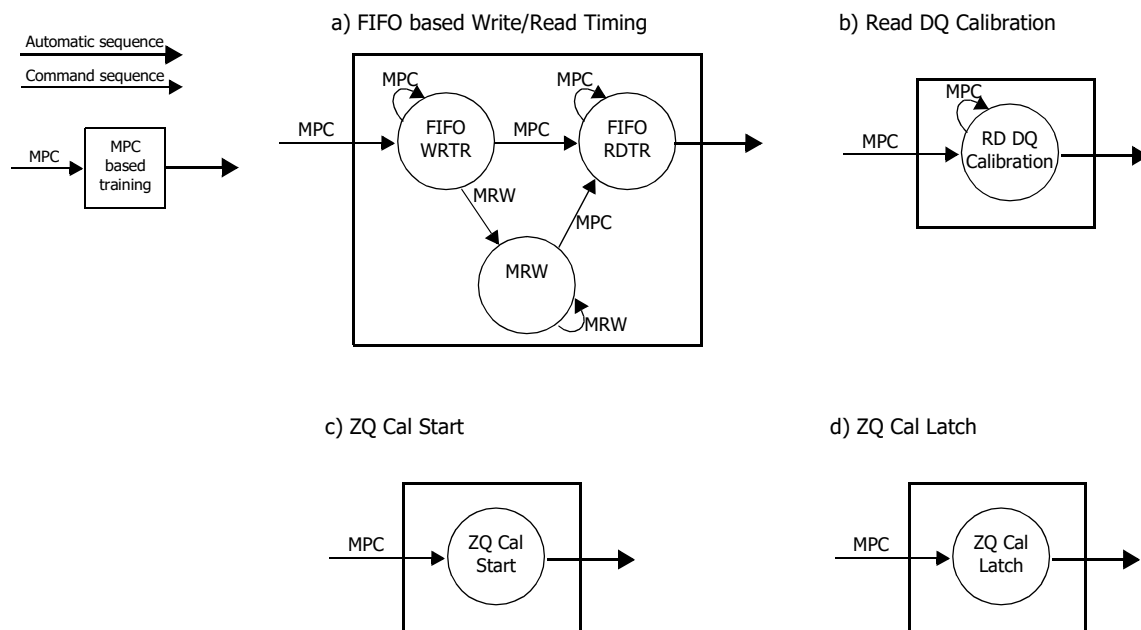 a) FIFO based Write/Read Timing
b) Read DQ Calibration
Automatic sequence
Command sequence
MPC
MPC
based
training
MPC
MPC
FIFO
WRTR
MPC
MPC
FIFO
RDTR
MRW
MPC
MRW
MRW
MPC
MPC
RD DQ
Calibration
c) ZQ Cal Start
d) ZQ Cal Latch
MPC
ZQ Cal
Start
MPC
ZQ Cal
Latch